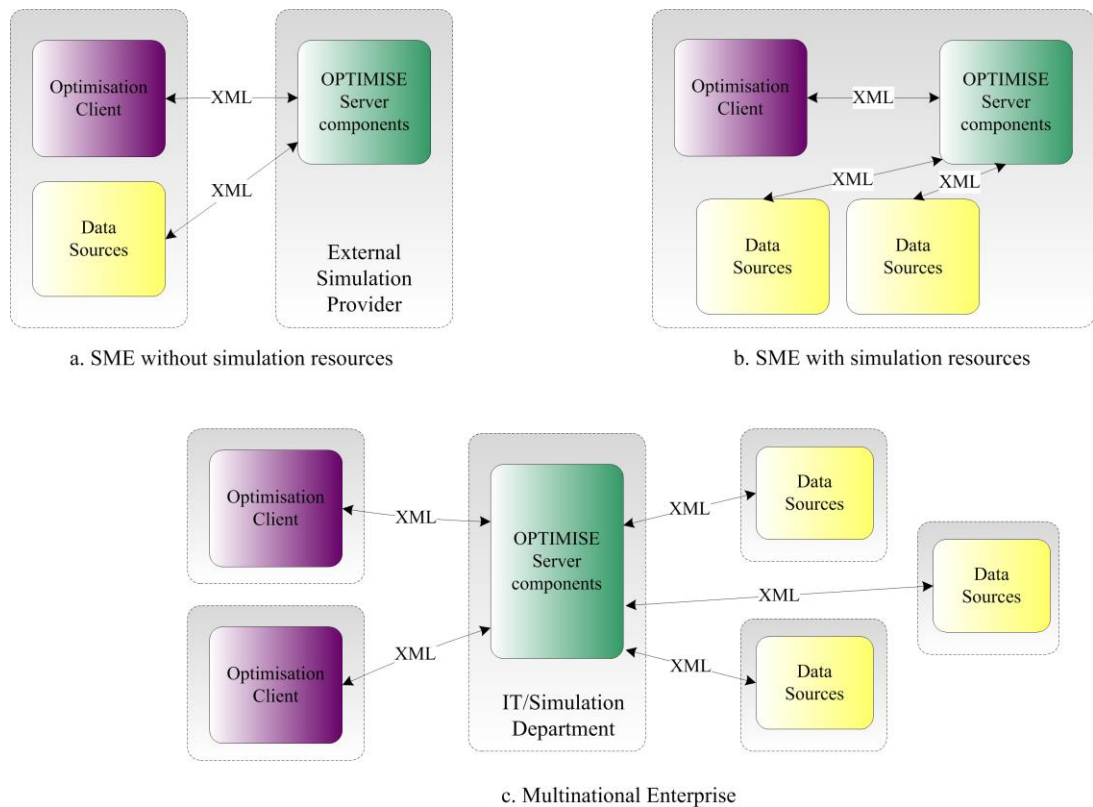 Optimisation
Client
XML
OPTIMISE
Server
components
XML
Data
Sources
External
Simulation
Provider
a. SME without simulation resources
Optimisation
Client
XML
OPTIMISE
Server
components
XML
XML
Data
Sources
Data
Sources
b. SME with simulation resources
Optimisation
Client
XML
OPTIMISE
Server
components
XML
Data
Sources
XML
Data
Sources
Optimisation
Client
XML
XML
Data
Sources
IT/Simulation
Department
c. Multinational Enterprise